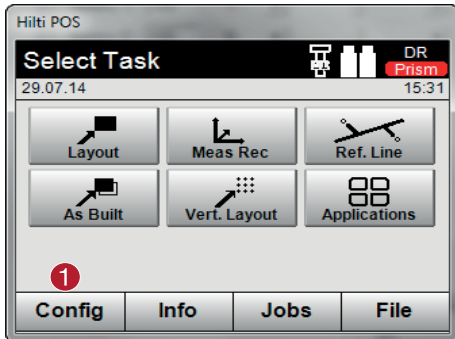 Hilti POS
Select Task
DR
Prism
29.07.14 15:31
Layout Meas Rec Ref. Line
As Built Vert. Layout Applications
1
Config Info Jobs File